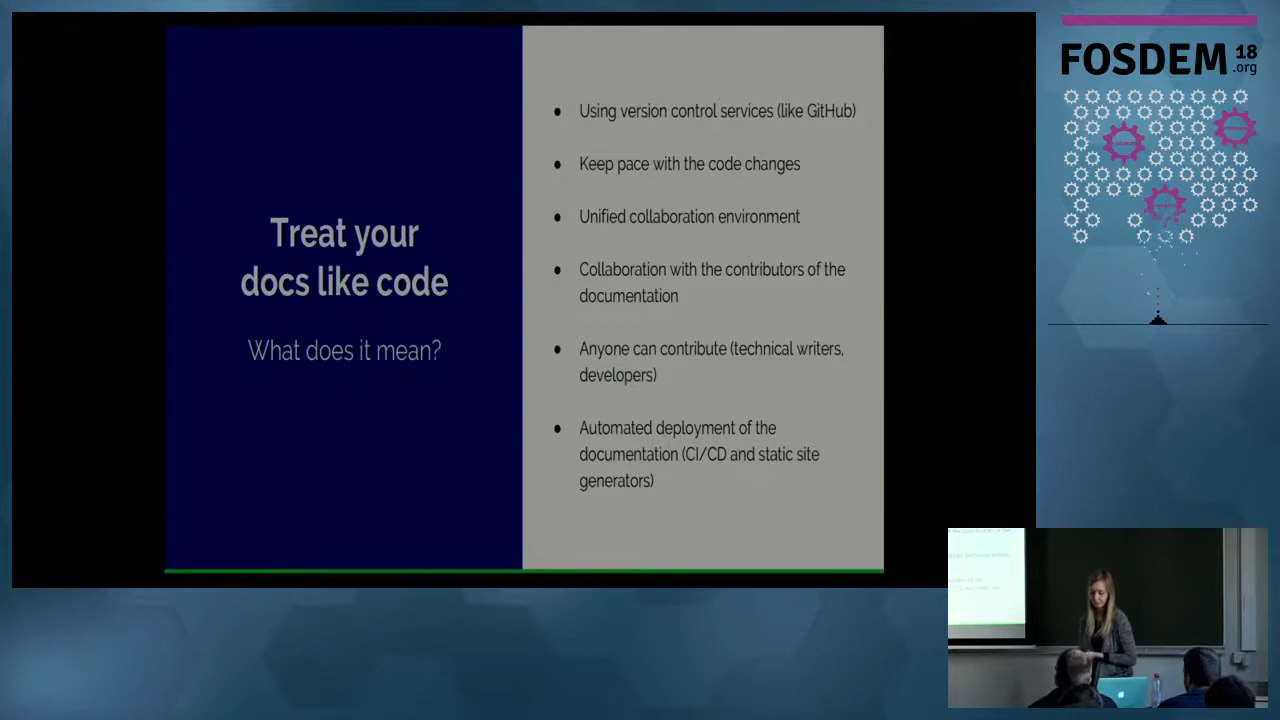 Treat your
docs like code
What does it mean?
● Using version control services (like GitHub)
● Keep pace with the code changes
● Unified collaboration environment
● Collaboration with the contributors of the
documentation
● Anyone can contribute (technical writers,
developers)
● Automated deployment of the
documentation (CI/CD and static site
generators)
FOSDEM 18
.org